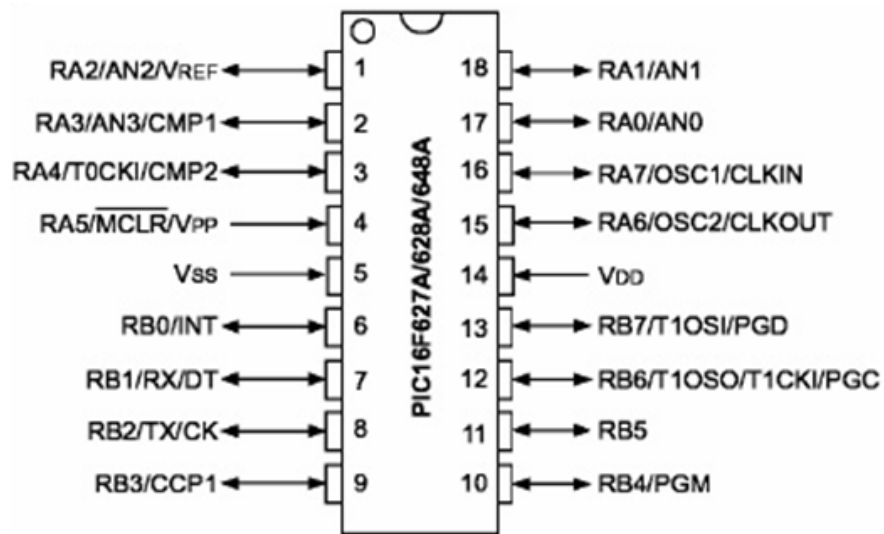 RA2/AN2/VREF 1 18 RA1/AN1
RA3/AN3/CMP1 2 17 RA0/AN0
RA4/T0CKI/CMP2 3 16 RA7/OSC1/CLKIN
RA5/MCLR/VPP 4 15 RA6/OSC2/CLKOUT
VSS 5 14 VDD
RB0/INT 6 13 RB7/T1OSI/PGD
RB1/RX/DT 7 12 RB6/T1OSO/T1CKI/PGC
RB2/TX/CK 8 11 RB5
RB3/CCP1 9 10 RB4/PGM
PIC16F627A/628A/648A